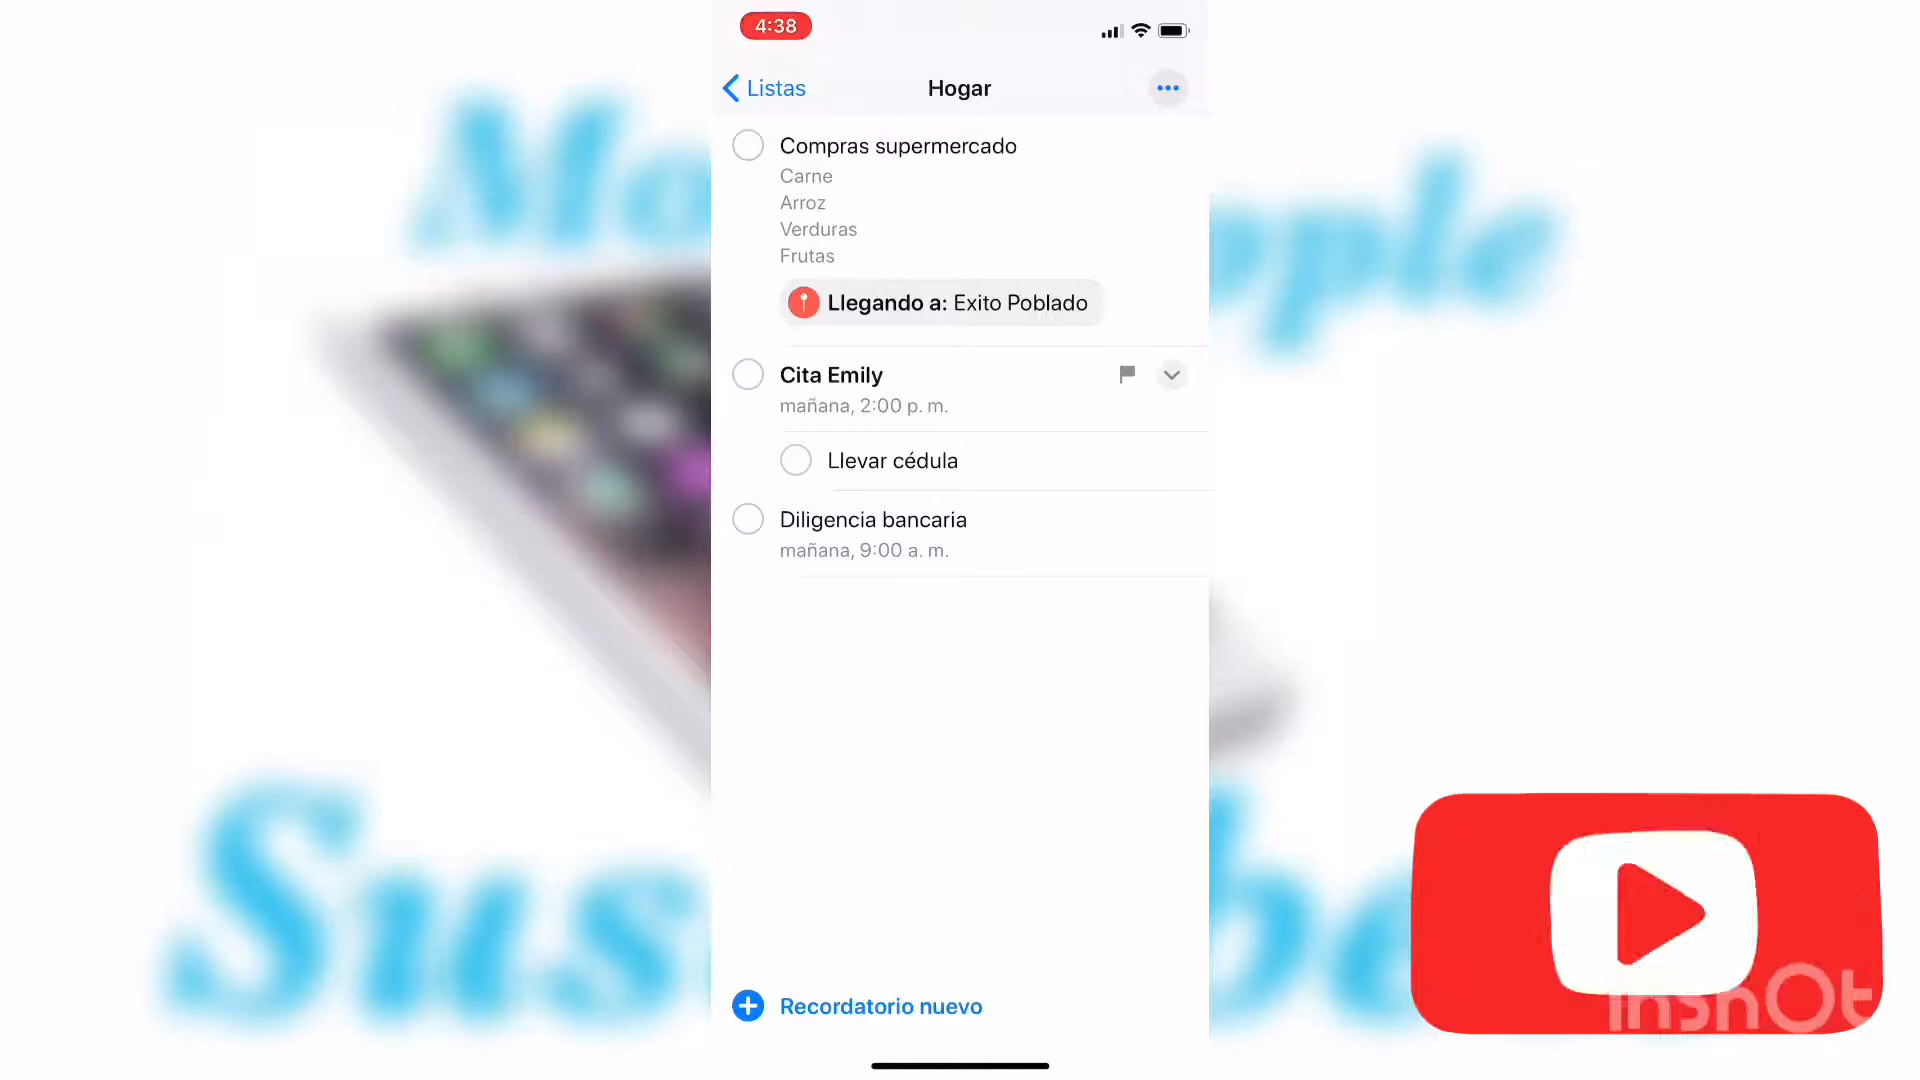 4:38
Listas
Hogar
Compras supermercado
Carne
Arroz
Verduras
Frutas
Llegando a: Exito Poblado
Cita Emily
mañana, 2:00 p. m.
Llevar cédula
Diligencia bancaria
mañana, 9:00 a. m.
Recordatorio nuevo